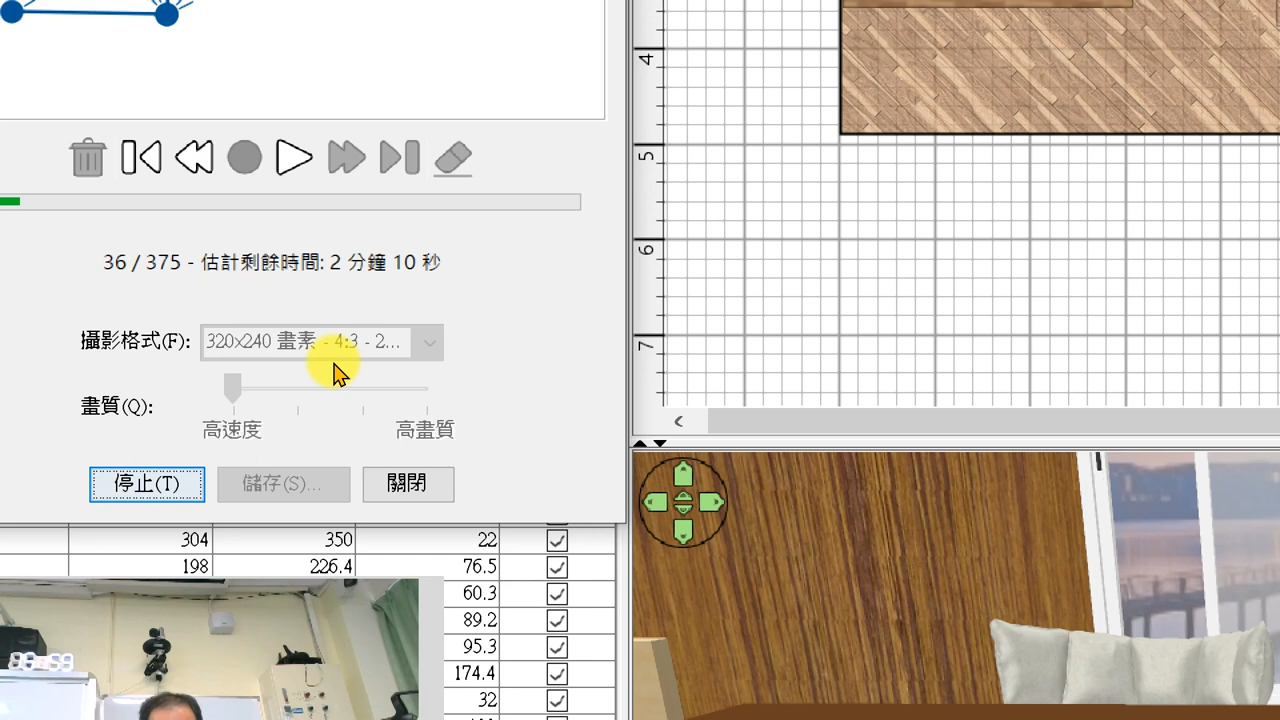 4
5
6
7
36 / 375 - 估計剩餘時間: 2 分鐘 10 秒
攝影格式(F): 320x240 畫素 - 4:3 - 2...
畫質(Q):
高速度 高畫質
停止(T) 儲存(S)... 關閉
304 350 22
198 226.4 76.5
60.3
89.2
95.3
174.4
32